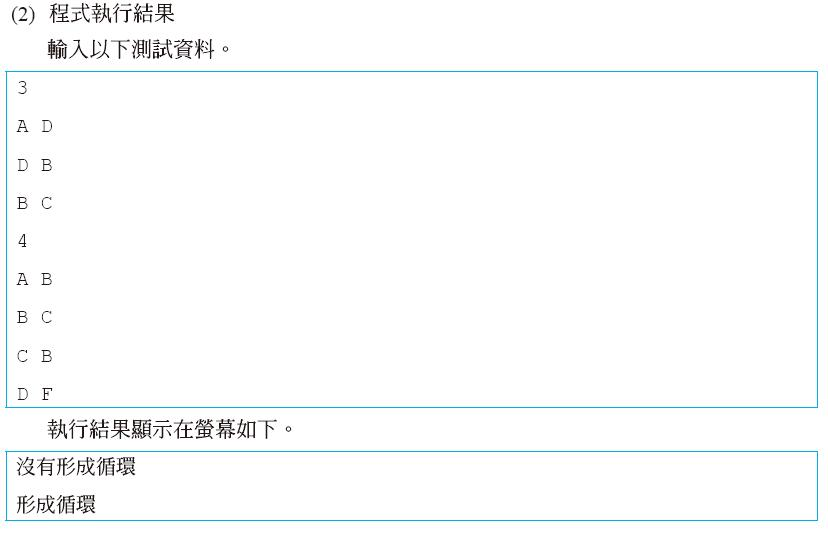 (2) 程式執行結果
輸入以下測試資料。
3
A D
D B
B C
4
A B
B C
C B
D F
執行結果顯示在螢幕如下。
沒有形成循環
形成循環